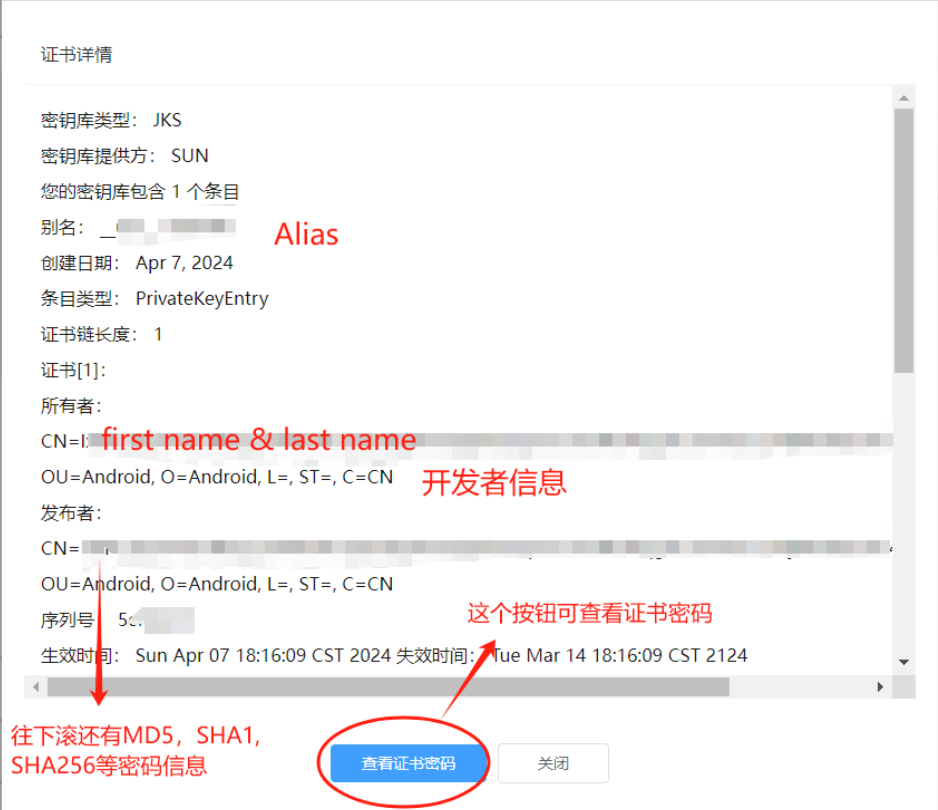 证书详情
密钥库类型： JKS
密钥库提供方： SUN
您的密钥库包含 1 个条目
别名：
Alias
创建日期： Apr 7, 2024
条目类型： PrivateKeyEntry
证书链长度： 1
证书[1]:
所有者：
CN=
first name & last name
OU=Android, O=Android, L=, ST=, C=CN
开发者信息
发布者：
CN=
OU=Android, O=Android, L=, ST=, C=CN
这个按钮可查看证书密码
序列号
生效时间： Sun Apr 07 18:16:09 CST 2024 失效时间： Tue Mar 14 18:16:09 CST 2124
往下滚还有MD5，SHA1,
SHA256等密码信息
查看证书密码
关闭